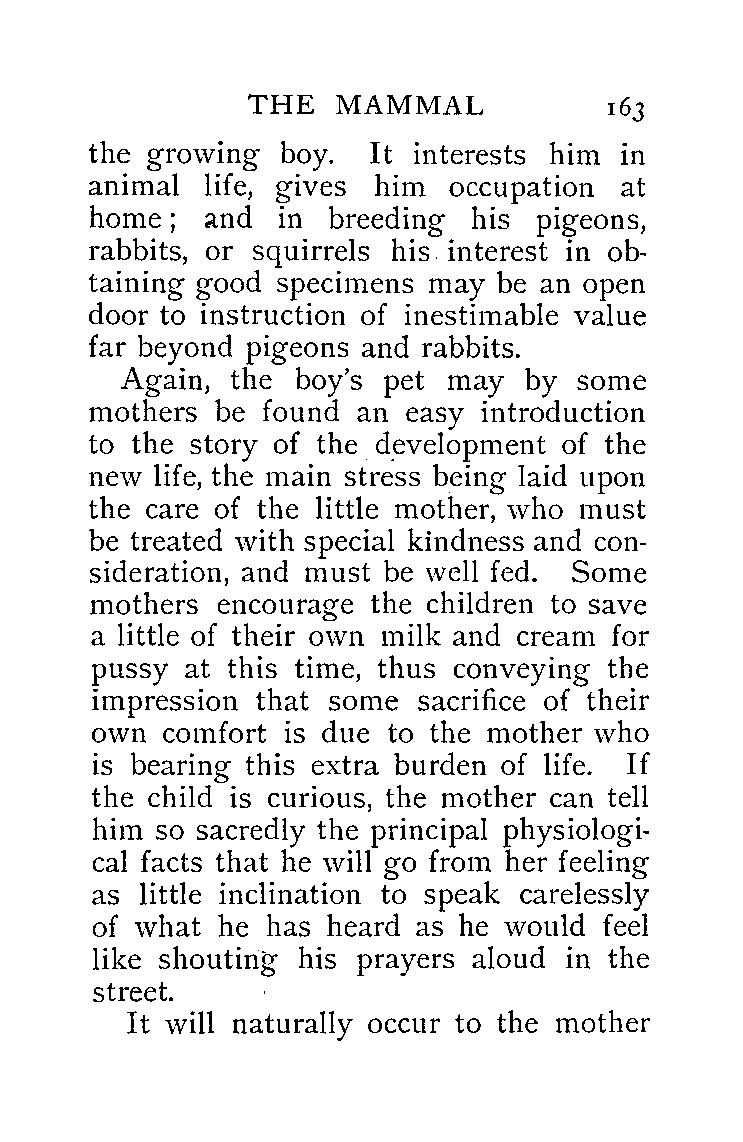 THE MAMMAL 163
the growing boy. It interests him in
animal life, gives him occupation at
home; and in breeding his pigeons,
rabbits, or squirrels his interest in ob-
taining good specimens may be an open
door to instruction of inestimable value
far beyond pigeons and rabbits.
Again, the boy's pet may by some
mothers be found an easy introduction
to the story of the development of the
new life, the main stress being laid upon
the care of the little mother, who must
be treated with special kindness and con-
sideration, and must be well fed. Some
mothers encourage the children to save
a little of their own milk and cream for
pussy at this time, thus conveying the
impression that some sacrifice of their
own comfort is due to the mother who
is bearing this extra burden of life. If
the child is curious, the mother can tell
him so sacredly the principal physiologi-
cal facts that he will go from her feeling
as little inclination to speak carelessly
of what he has heard as he would feel
like shouting his prayers aloud in the
street.
It will naturally occur to the mother